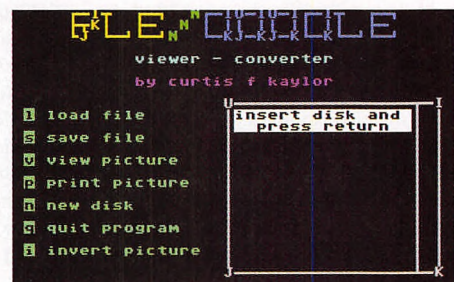 viewer - converter
by curtis f kaylor
l load file
s save file
v view picture
p print picture
n new disk
q quit program
i invert picture
insert disk and
press return